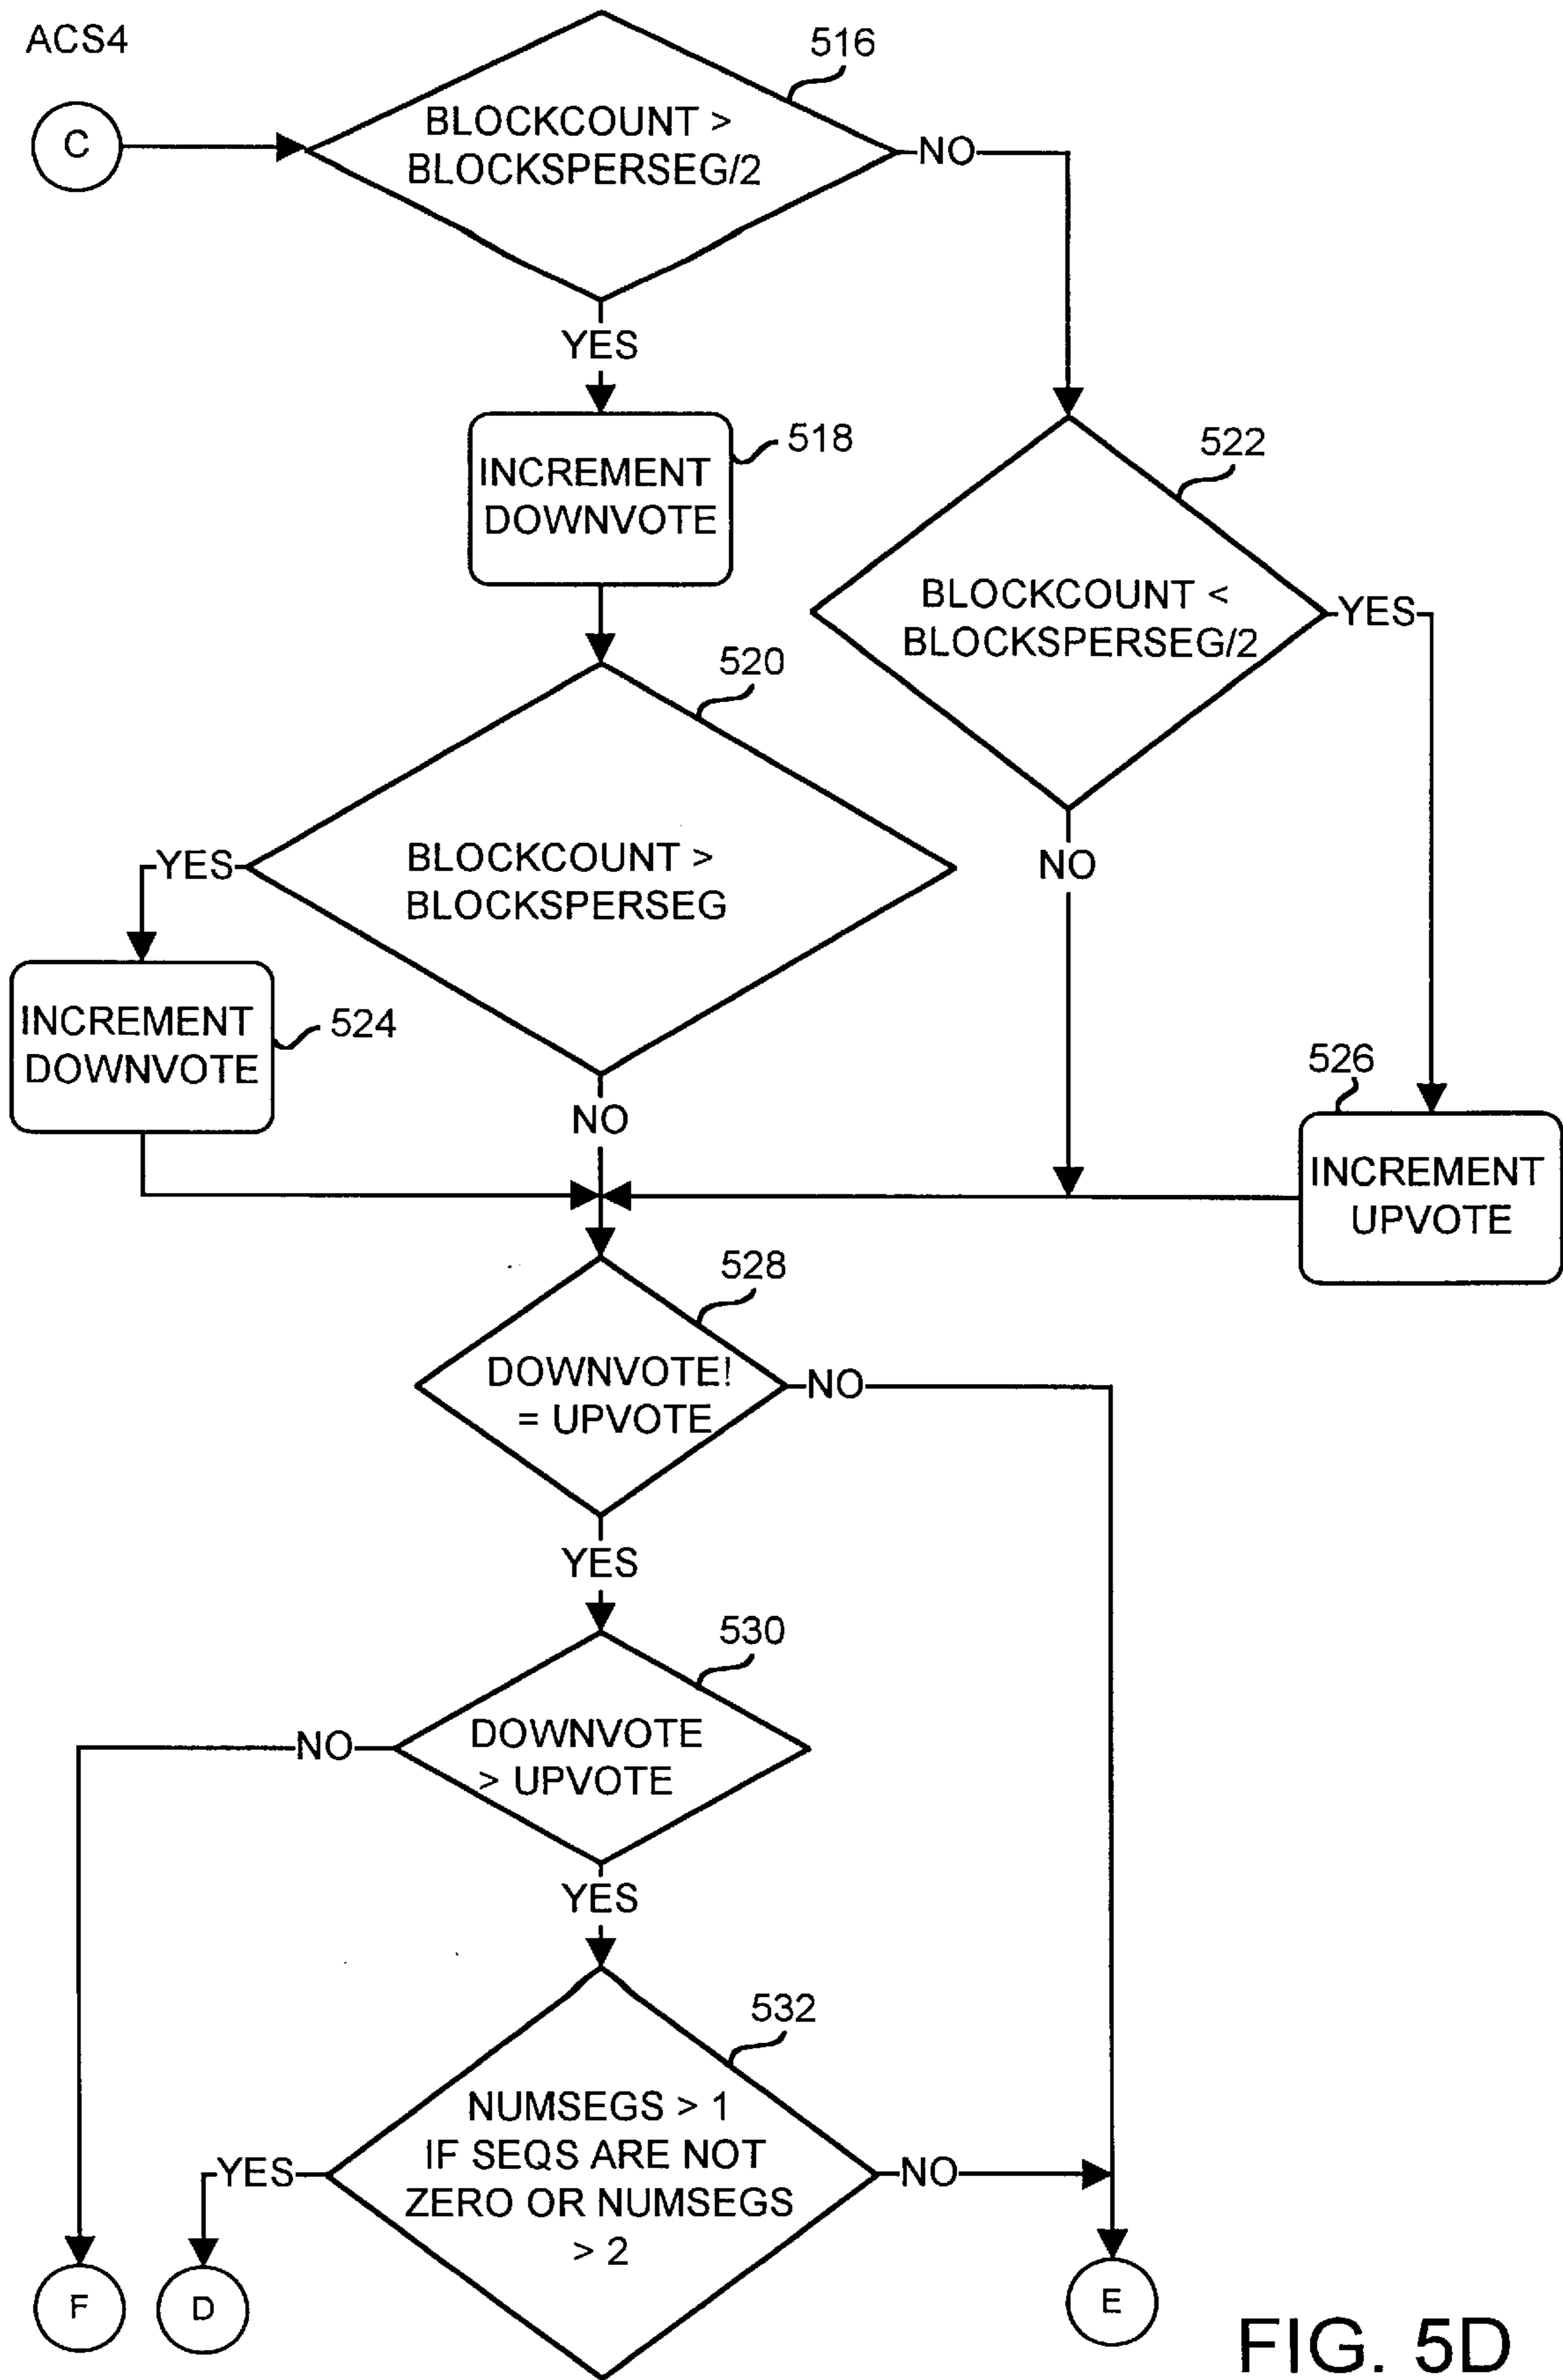 ACS4
516
C
BLOCKCOUNT >
BLOCKSPERSEG/2
NO
YES
518
INCREMENT
DOWNVOTE
522
BLOCKCOUNT <
BLOCKSPERSEG/2
YES
NO
520
BLOCKCOUNT >
BLOCKSPERSEG
YES
NO
INCREMENT
DOWNVOTE
524
526
INCREMENT
UPVOTE
528
DOWNVOTE!
= UPVOTE
NO
YES
530
DOWNVOTE
> UPVOTE
NO
YES
532
NUMSEGS > 1
IF SEQS ARE NOT
ZERO OR NUMSEGS
> 2
YES
NO
F
D
E
FIG. 5D